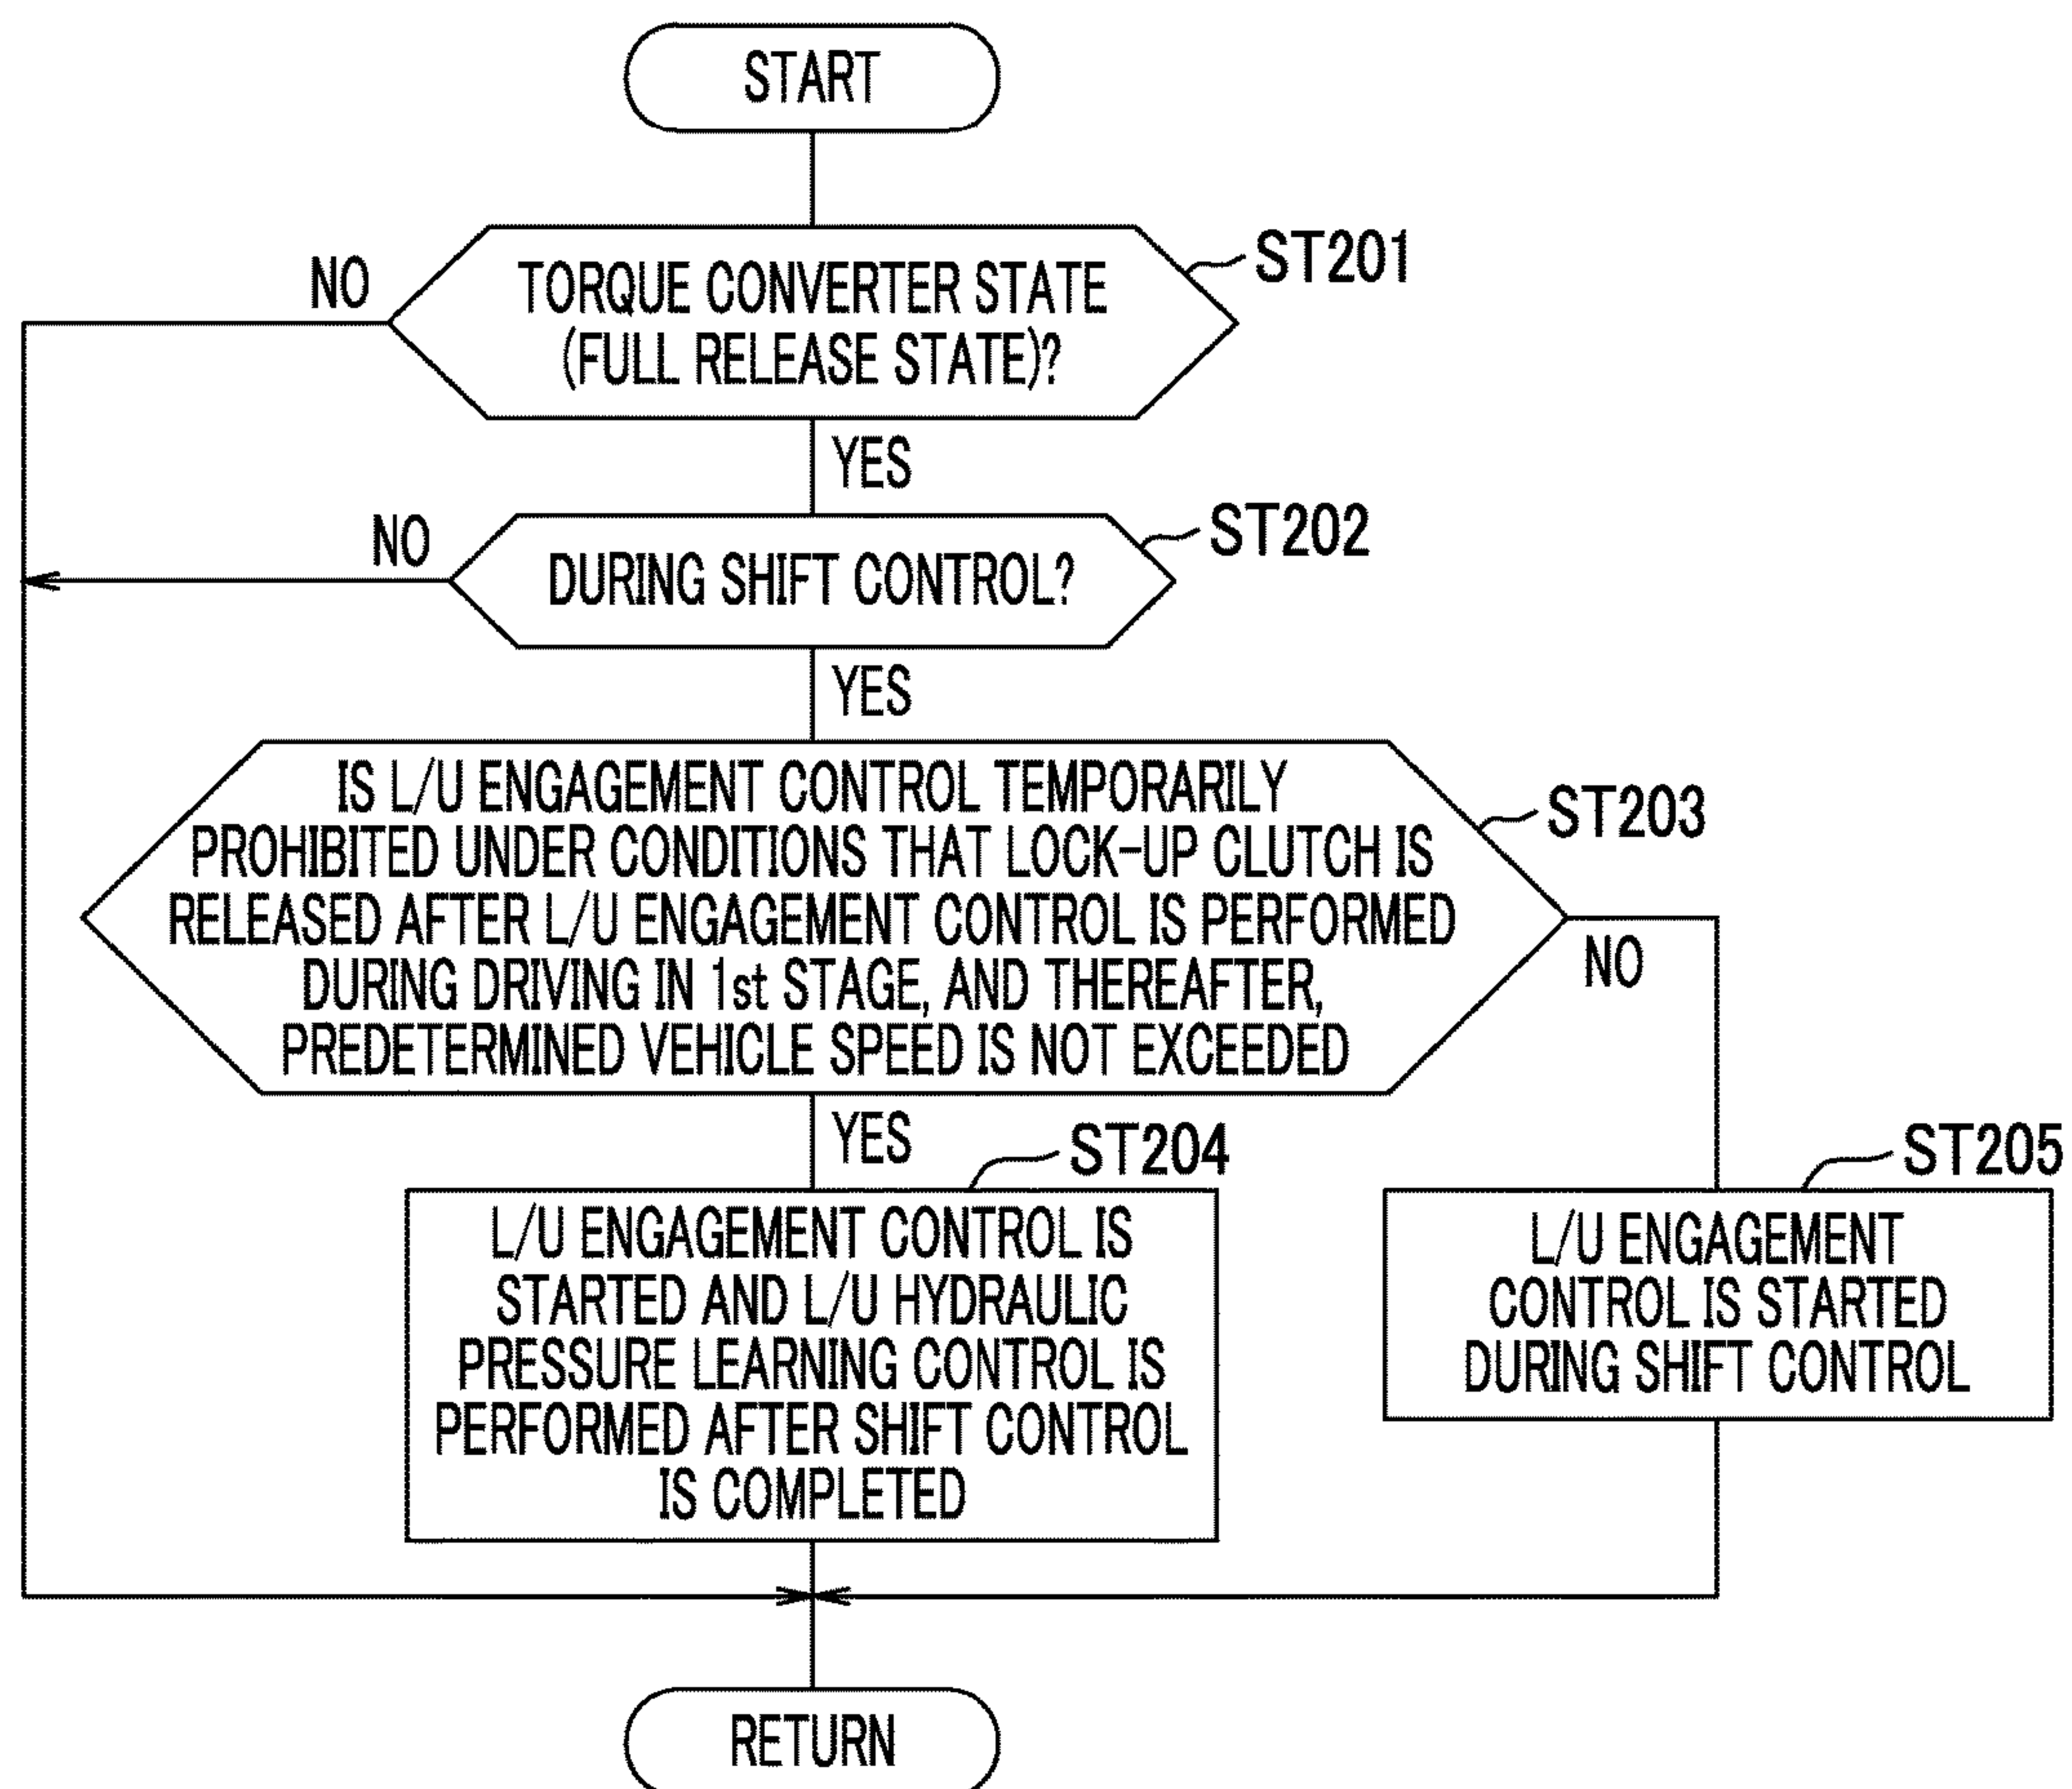 START
ST201
NO
TORQUE CONVERTER STATE
(FULL RELEASE STATE)?
YES
ST202
NO
DURING SHIFT CONTROL?
YES
IS L/U ENGAGEMENT CONTROL TEMPORARILY
PROHIBITED UNDER CONDITIONS THAT LOCK-UP CLUTCH IS
RELEASED AFTER L/U ENGAGEMENT CONTROL IS PERFORMED
DURING DRIVING IN 1st STAGE, AND THEREAFTER,
PREDETERMINED VEHICLE SPEED IS NOT EXCEEDED
ST203
NO
YES
ST204
L/U ENGAGEMENT CONTROL IS
STARTED AND L/U HYDRAULIC
PRESSURE LEARNING CONTROL IS
PERFORMED AFTER SHIFT CONTROL
IS COMPLETED
ST205
L/U ENGAGEMENT
CONTROL IS STARTED
DURING SHIFT CONTROL
RETURN